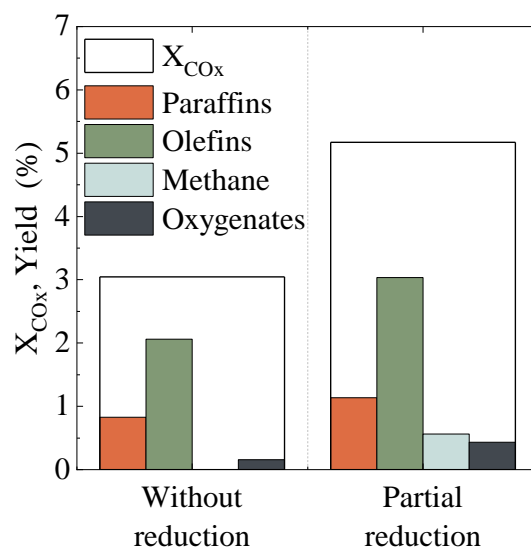 7
6
5
4
3
2
1
0
X_COx, Yield (%)
X_COx
Paraffins
Olefins
Methane
Oxygenates
Without
reduction
Partial
reduction